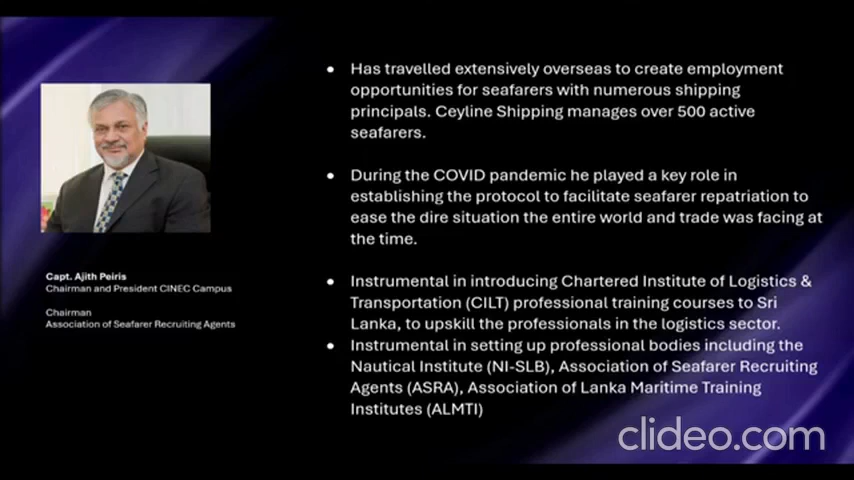 • Has travelled extensively overseas to create employment
opportunities for seafarers with numerous shipping
principals. Ceyline Shipping manages over 500 active
seafarers.
• During the COVID pandemic he played a key role in
establishing the protocol to facilitate seafarer repatriation to
ease the dire situation the entire world and trade was facing at
the time.
Capt. Ajith Peiris
Chairman and President CINEC Campus
Chairman
Association of Seafarer Recruiting Agents
• Instrumental in introducing Chartered Institute of Logistics &
Transportation (CILT) professional training courses to Sri
Lanka, to upskill the professionals in the logistics sector.
• Instrumental in setting up professional bodies including the
Nautical Institute (NI-SLB), Association of Seafarer Recruiting
Agents (ASRA), Association of Lanka Maritime Training
Institutes (ALMTI)
clideo.com